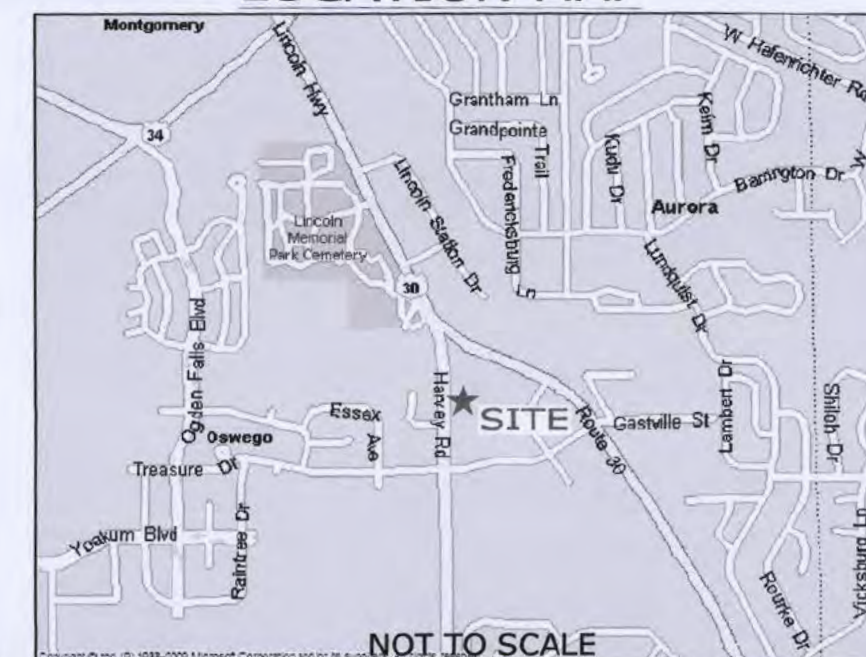 LOCATION MAP
Montgomery
Lincoln Hwy
W Hafenrichter Rd
34
Grantham Ln
Grandpointe
Trail
Fredericksburg
Ln
Kudu Dr
Keim Dr
Barrington Dr
Aurora
Lincoln
Memorial
Park Cemetery
Lincoln Station Dr
30
Lundquist Dr
Ogden Falls Blvd
Essex
Ave
Harvey Rd
SITE
Route 30
Gastville St
Lambert Dr
Shiloh Dr
Oswego
Treasure Dr
Yoakum Blvd
Raintree Dr
Vicksburg Ln
Rourke Dr
NOT TO SCALE